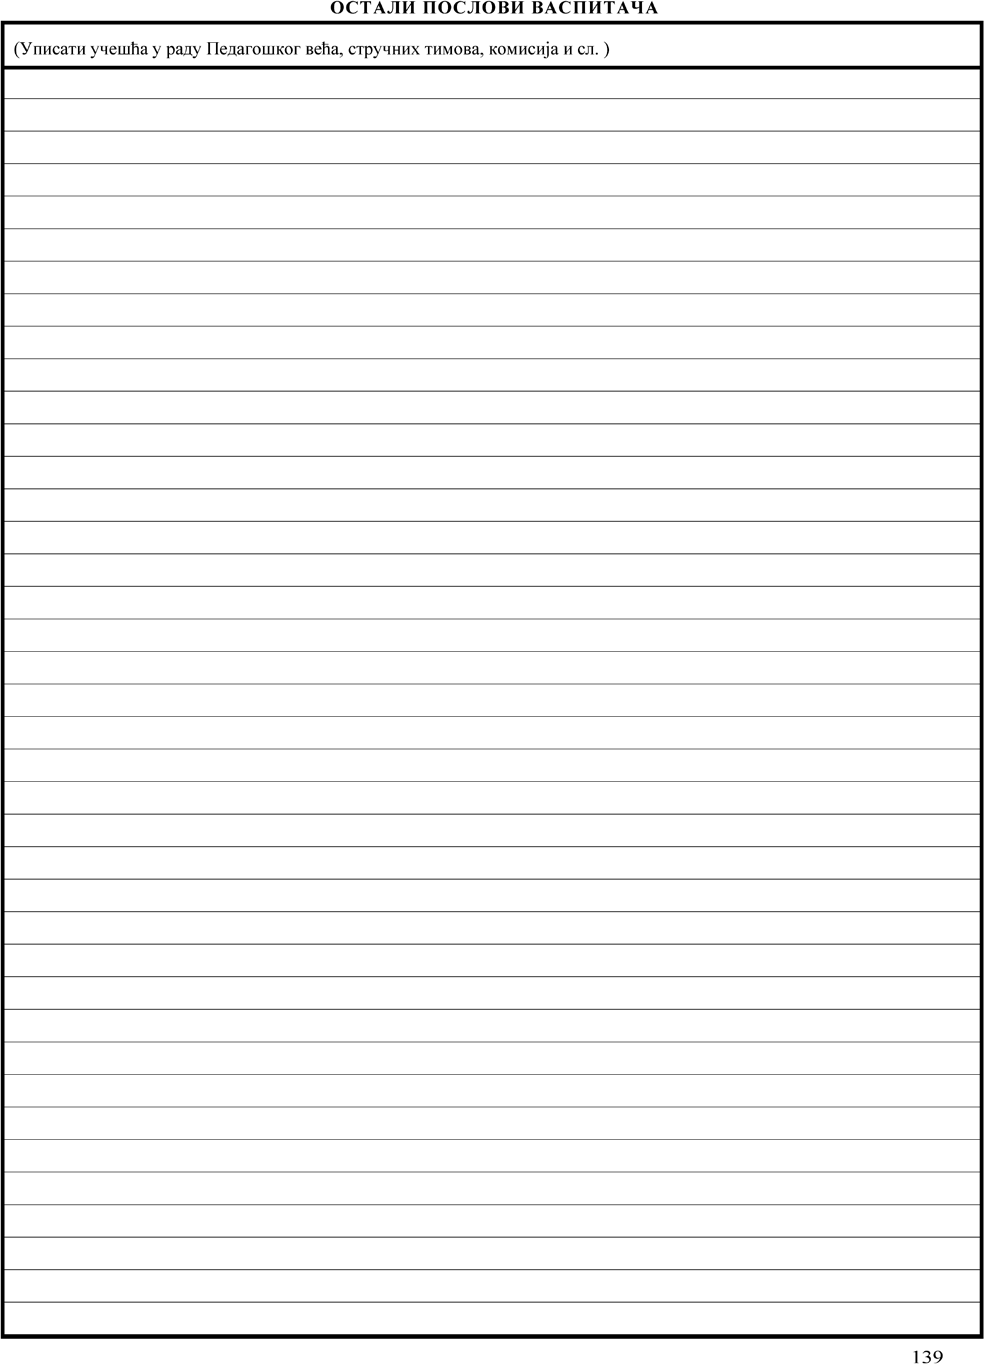 ОСТАЛИ ПОСЛОВИ ВАСПИТАЧА
(Уписати учешћа у раду Педагошког већа, стручних тимова, комисија и сл. )
139